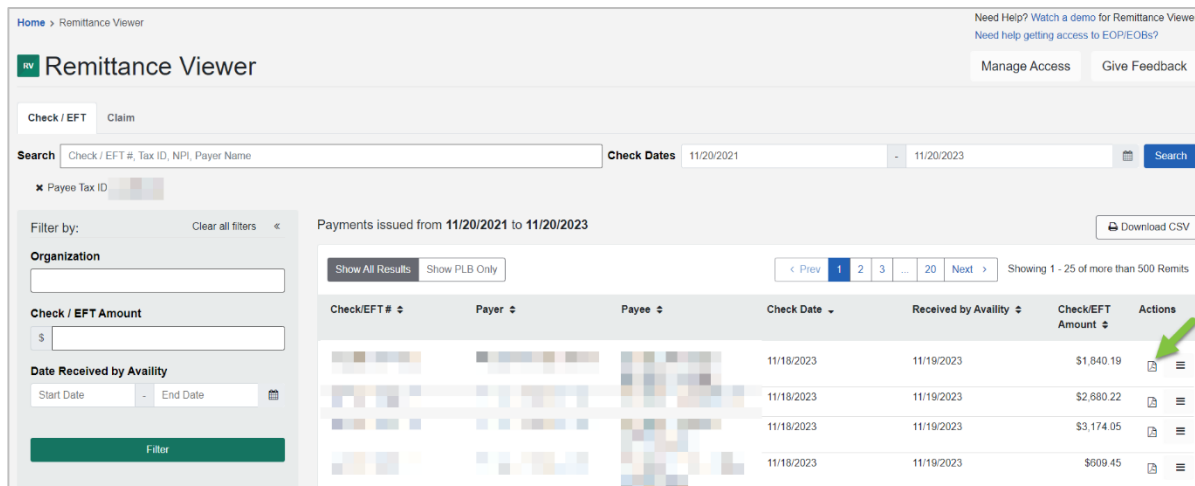 Home > Remittance Viewer
Need Help? Watch a demo for Remittance Viewe
Need help getting access to EOP/EOBs?
RV Remittance Viewer
Manage Access Give Feedback
Check / EFT Claim
Search Check / EFT #, Tax ID, NPI, Payer Name Check Dates 11/20/2021 - 11/20/2023 Search
✖ Payee Tax ID
Filter by: Clear all filters «
Payments issued from 11/20/2021 to 11/20/2023
Download CSV
Organization
Show All Results Show PLB Only
< Prev 1 2 3 ... 20 Next > Showing 1 - 25 of more than 500 Remits
Check / EFT Amount
$
Date Received by Availity
Start Date - End Date
Filter
Check/EFT # Payer Payee Check Date Received by Availity Check/EFT Amount Actions
11/18/2023 11/19/2023 $1,840.19
11/18/2023 11/19/2023 $2,680.22
11/18/2023 11/19/2023 $3,174.05
11/18/2023 11/19/2023 $609.45